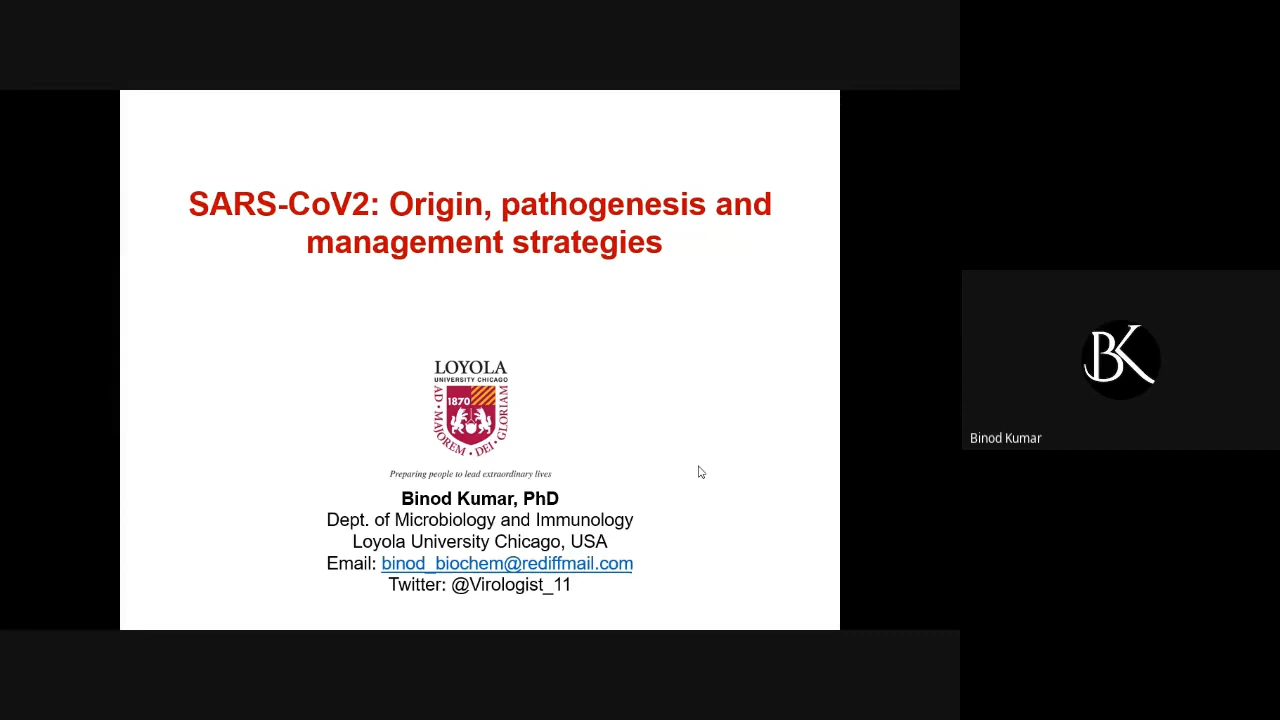 SARS-CoV2: Origin, pathogenesis and
management strategies
LOYOLA
UNIVERSITY CHICAGO
1870
AD • MAJOREM • DEI • GLORIAM
Preparing people to lead extraordinary lives
Binod Kumar, PhD
Dept. of Microbiology and Immunology
Loyola University Chicago, USA
Email: binod_biochem@rediffmail.com
Twitter: @Virologist_11
BK
Binod Kumar